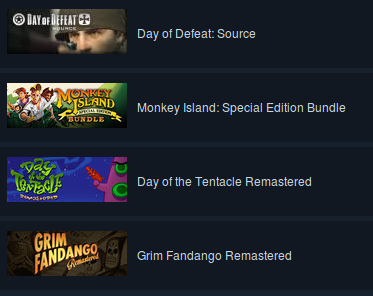 DAY OF DEFEAT
SOURCE
Day of Defeat: Source
MONKEY
ISLAND
SPECIAL EDITION
BUNDLE
Monkey Island: Special Edition Bundle
Day
of the
Tentacle
REMASTERED
Day of the Tentacle Remastered
GRIM
FANDANGO
Remastered
Grim Fandango Remastered